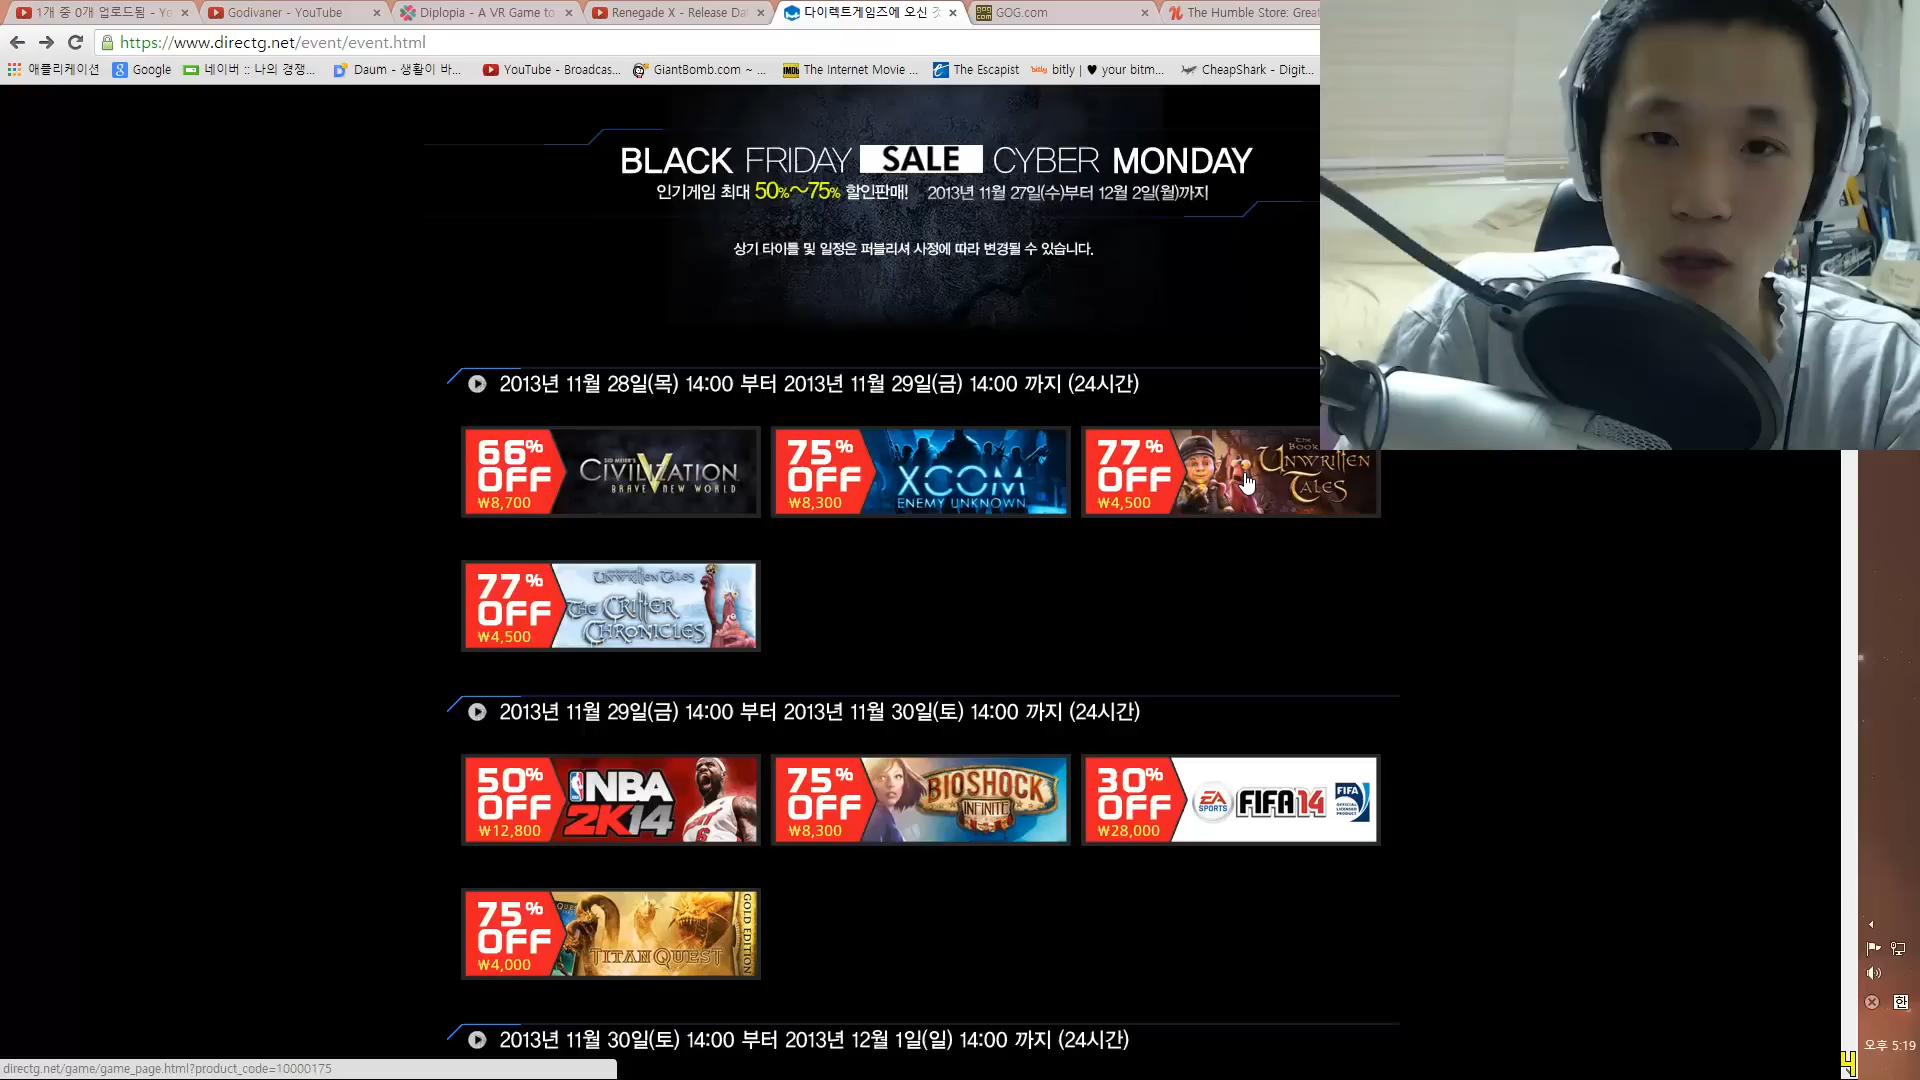 1개 중 0개 업로드됨 - Yo
Godivaner - YouTube
Diplopia - A VR Game to
Renegade X - Release Da
다이렉트게임즈에 오신 것
GOG.com
The Humble Store: Great
https://www.directg.net/event/event.html
애플리케이션
Google
네이버 :: 나의 경쟁...
Daum - 생활이 바...
YouTube - Broadcas...
GiantBomb.com ~ ...
The Internet Movie ...
The Escapist
bitly | ♥ your bitm...
CheapShark - Digit...
BLACK FRIDAY SALE CYBER MONDAY
인기게임 최대 50%~75% 할인판매! 2013년 11월 27일(수)부터 12월 2일(월)까지
상기 타이틀 및 일정은 퍼블리셔 사정에 따라 변경될 수 있습니다.
2013년 11월 28일(목) 14:00 부터 2013년 11월 29일(금) 14:00 까지 (24시간)
66% OFF
₩8,700
SID MEIER'S
CIVILIZATION V
BRAVE NEW WORLD
75% OFF
₩8,300
XCOM
ENEMY UNKNOWN
77% OFF
₩4,500
The Book
Unwritten
Tales
77% OFF
₩4,500
Unwritten Tales
The Critter
Chronicles
2013년 11월 29일(금) 14:00 부터 2013년 11월 30일(토) 14:00 까지 (24시간)
50% OFF
₩12,800
NBA
2K14
75% OFF
₩8,300
BIOSHOCK
INFINITE
30% OFF
₩28,000
EA SPORTS
FIFA 14
FIFA
OFFICIAL LICENSED PRODUCT
75% OFF
₩4,000
TITAN QUEST
GOLD EDITION
2013년 11월 30일(토) 14:00 부터 2013년 12월 1일(일) 14:00 까지 (24시간)
directg.net/game/game_page.html?product_code=10000175
한
오후 5:19